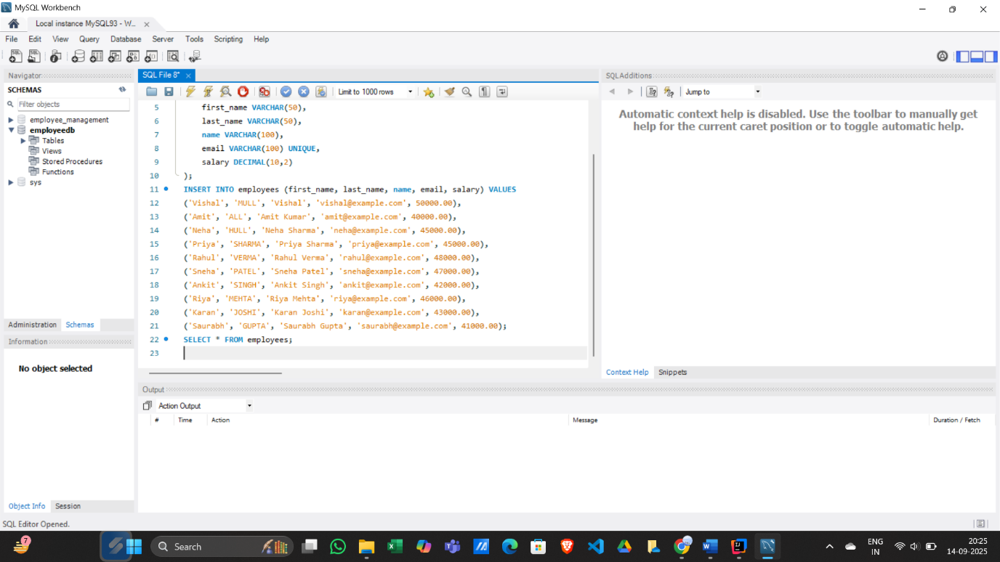 MySQL Workbench
Local instance MySQL93 - W...
File Edit View Query Database Server Tools Scripting Help
Navigator
SCHEMAS
Filter objects
employee_management
employeedb
Tables
Views
Stored Procedures
Functions
sys
Administration Schemas
Information
No object selected
Object Info Session
SQL File 8*
Limit to 1000 rows
5 first_name VARCHAR(50),
6 last_name VARCHAR(50),
7 name VARCHAR(100),
8 email VARCHAR(100) UNIQUE,
9 salary DECIMAL(10,2)
10 );
11 INSERT INTO employees (first_name, last_name, name, email, salary) VALUES
12 ('Vishal', 'MULL', 'Vishal', 'vishal@example.com', 50000.00),
13 ('Amit', 'ALL', 'Amit Kumar', 'amit@example.com', 40000.00),
14 ('Neha', 'HULL', 'Neha Sharma', 'neha@example.com', 45000.00),
15 ('Priya', 'SHARMA', 'Priya Sharma', 'priya@example.com', 45000.00),
16 ('Rahul', 'VERMA', 'Rahul Verma', 'rahul@example.com', 48000.00),
17 ('Sneha', 'PATEL', 'Sneha Patel', 'sneha@example.com', 47000.00),
18 ('Ankit', 'SINGH', 'Ankit Singh', 'ankit@example.com', 42000.00),
19 ('Riya', 'MEHTA', 'Riya Mehta', 'riya@example.com', 46000.00),
20 ('Karan', 'JOSHI', 'Karan Joshi', 'karan@example.com', 43000.00),
21 ('Saurabh', 'GUPTA', 'Saurabh Gupta', 'saurabh@example.com', 41000.00);
22 SELECT * FROM employees;
23
SQLAdditions
Jump to
Automatic context help is disabled. Use the toolbar to manually get
help for the current caret position or to toggle automatic help.
Context Help Snippets
Output
Action Output
# Time Action Message Duration / Fetch
SQL Editor Opened.
7
Search
ENG
IN
20:25
14-09-2025